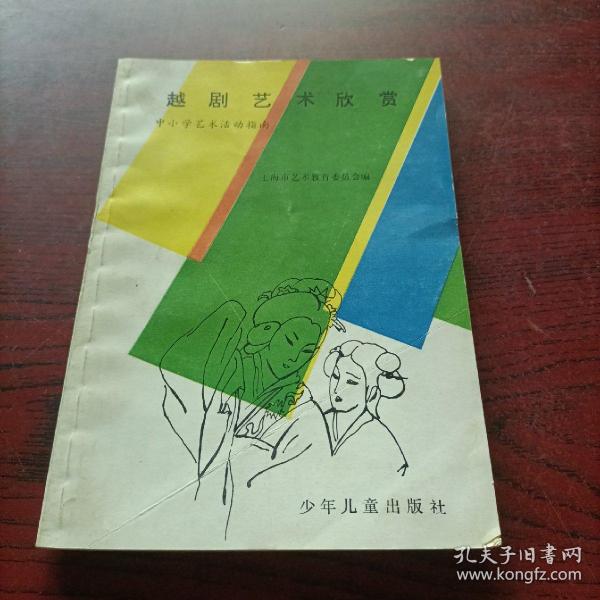 越剧艺术欣赏
中小学艺术活动指南
上海市艺术教育委员会编
少年儿童出版社
孔夫子旧书网
www.kongfz.com